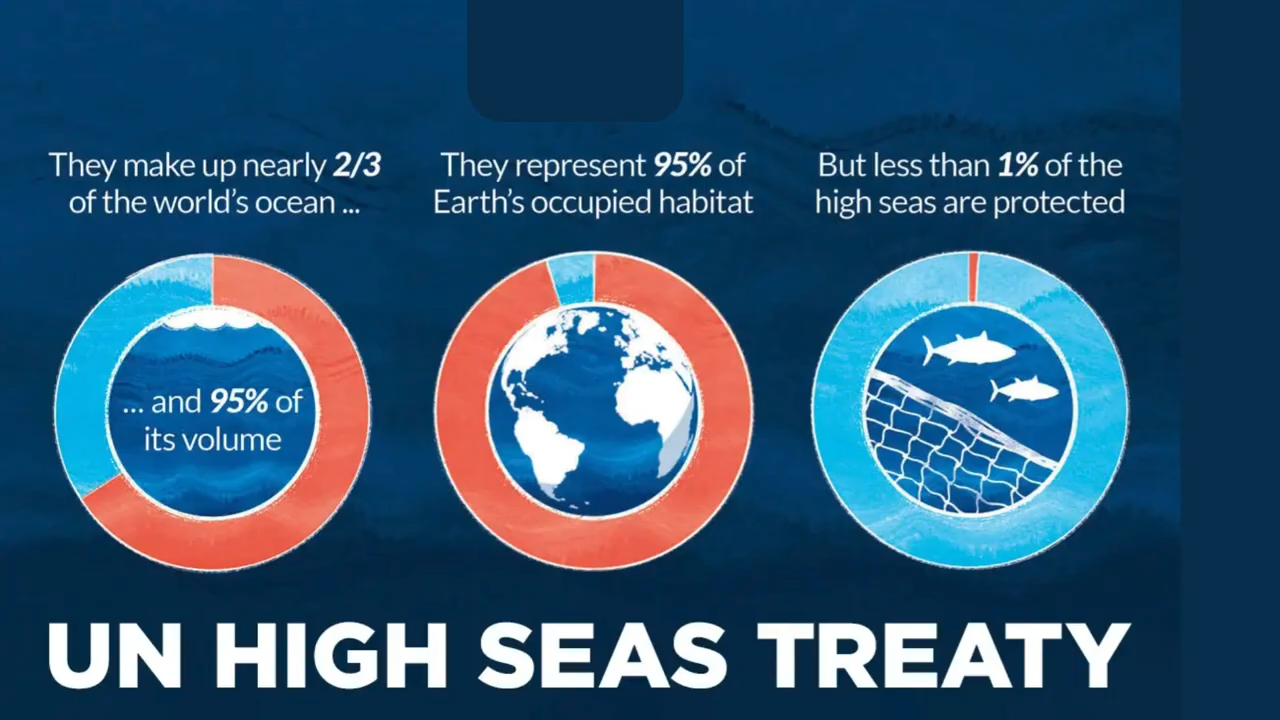 They make up nearly 2/3
of the world's ocean ...
... and 95% of
its volume
They represent 95% of
Earth's occupied habitat
But less than 1% of the
high seas are protected
UN HIGH SEAS TREATY